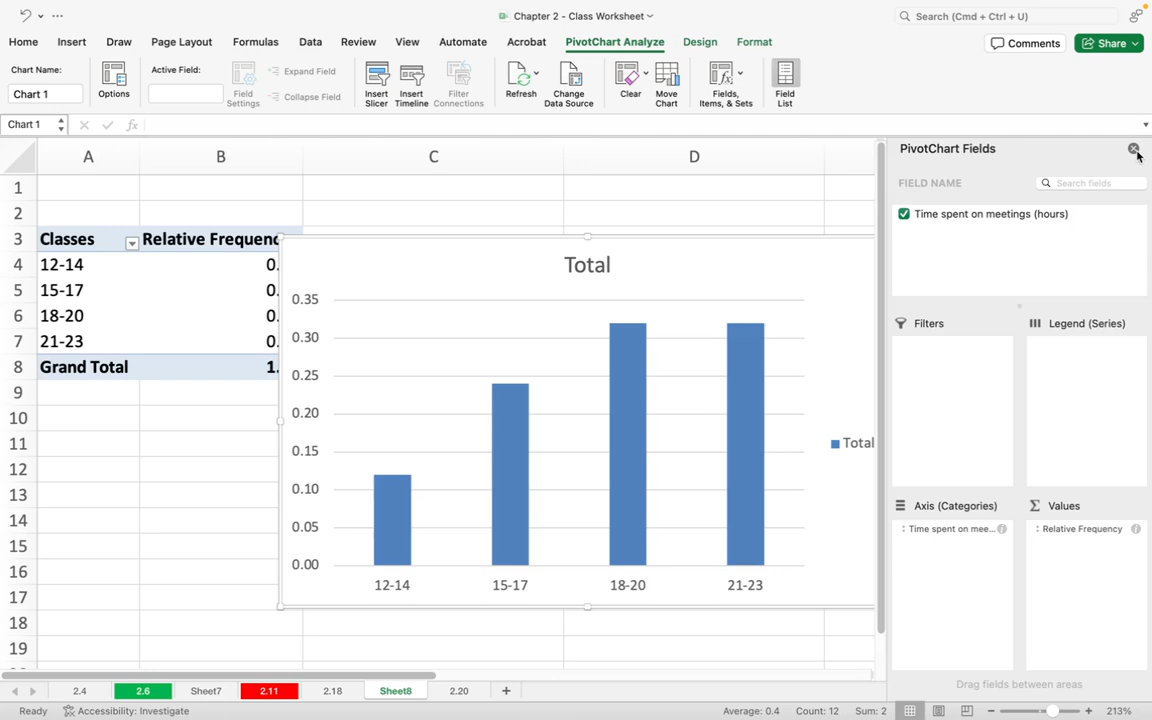 Chapter 2 - Class Worksheet
Search (Cmd + Ctrl + U)
Home Insert Draw Page Layout Formulas Data Review View Automate Acrobat PivotChart Analyze Design Format
Comments
Share
Chart Name:
Chart 1
Options
Active Field:
Field Settings
Expand Field
Collapse Field
Insert Slicer
Insert Timeline
Filter Connections
Refresh
Change Data Source
Clear
Move Chart
Fields, Items, & Sets
Field List
Chart 1
fx
A B C D
1
2
3 Classes Relative Frequenc
4 12-14 0.
5 15-17 0.
6 18-20 0.
7 21-23 0.
8 Grand Total 1.
9
10
11
12
13
14
15
16
17
18
19
Total
0.35
0.30
0.25
0.20
0.15
0.10
0.05
0.00
12-14 15-17 18-20 21-23
Total
PivotChart Fields
FIELD NAME
Search fields
Time spent on meetings (hours)
Filters
Legend (Series)
Axis (Categories)
Values
Time spent on mee...
Relative Frequency
Drag fields between areas
2.4 2.6 Sheet7 2.11 2.18 Sheet8 2.20
Ready Accessibility: Investigate Average: 0.4 Count: 12 Sum: 2 213%